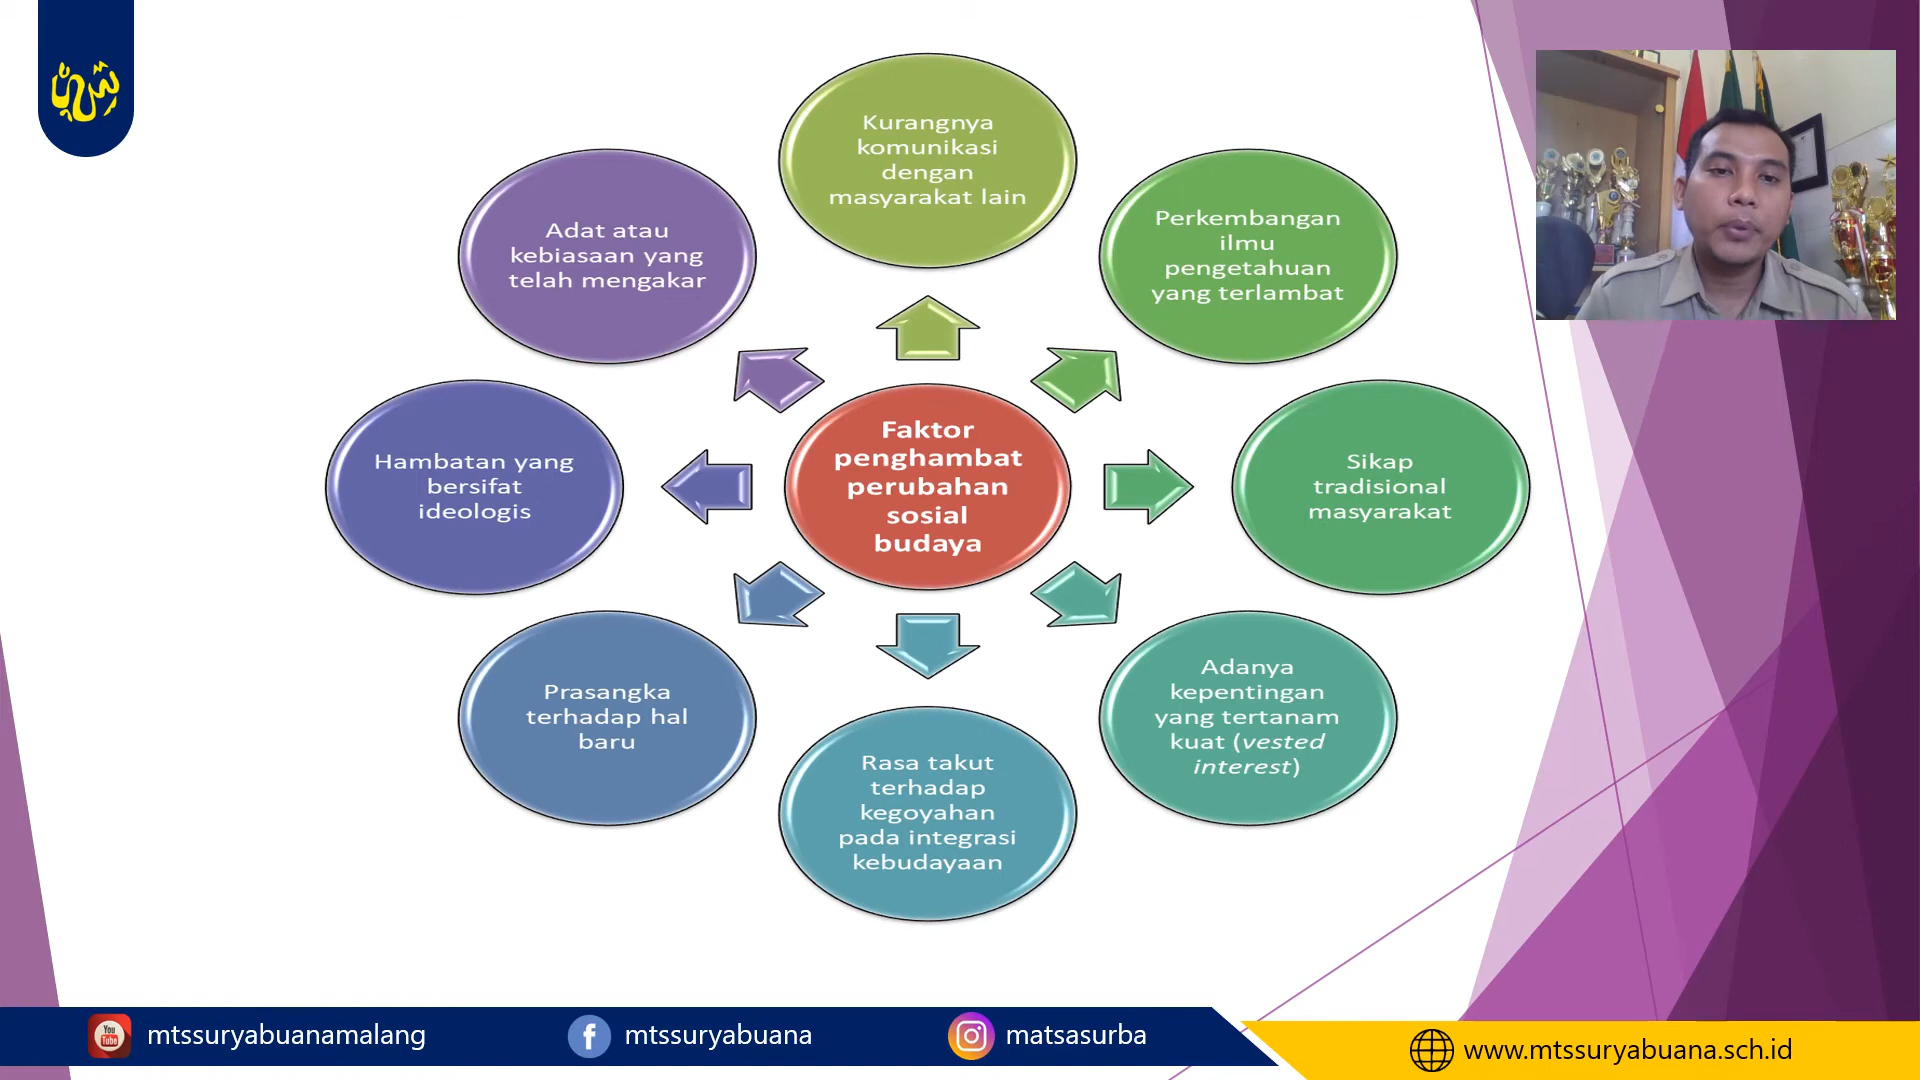 Kurangnya
komunikasi
dengan
masyarakat lain
Perkembangan
ilmu
pengetahuan
yang terlambat
Sikap
tradisional
masyarakat
Adanya
kepentingan
yang tertanam
kuat (vested
interest)
Rasa takut
terhadap
kegoyahan
pada integrasi
kebudayaan
Prasangka
terhadap hal
baru
Hambatan yang
bersifat
ideologis
Adat atau
kebiasaan yang
telah mengakar
Faktor
penghambat
perubahan
sosial
budaya
You
Tube
mtssuryabuanamalang
mtssuryabuana
matsasurba
www.mtssuryabuana.sch.id